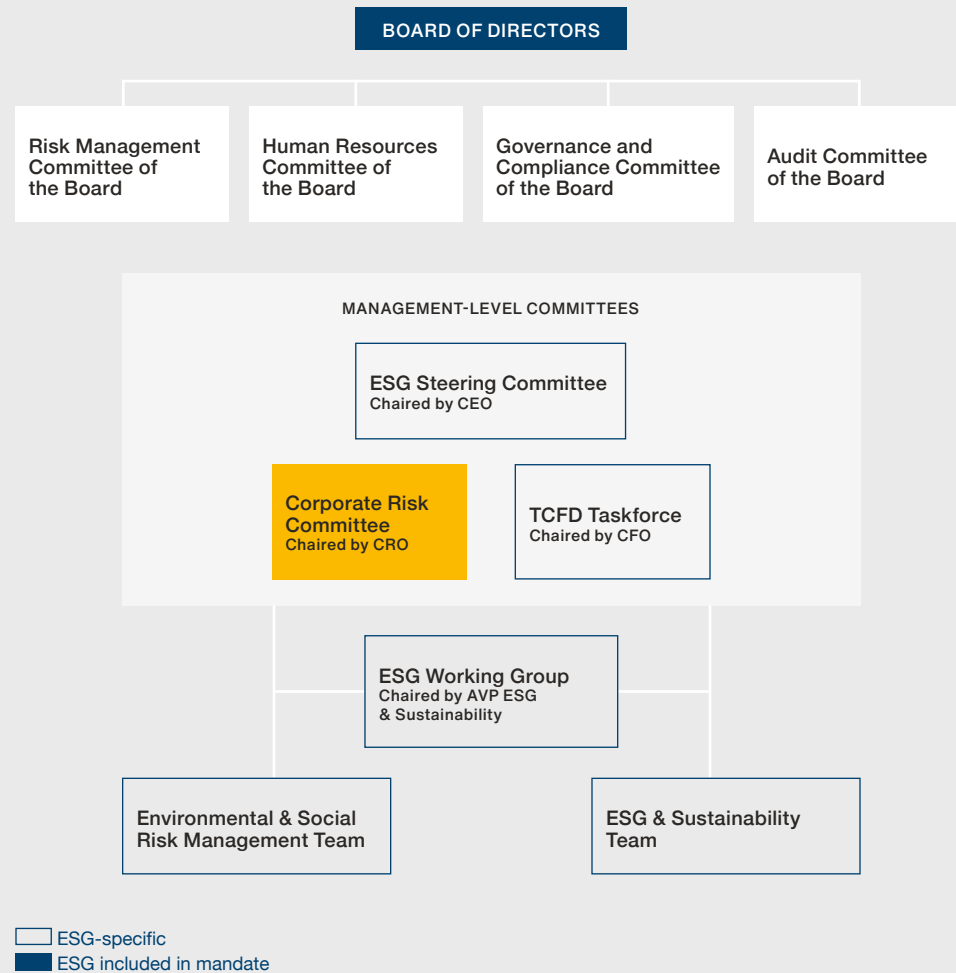 BOARD OF DIRECTORS
Risk Management
Committee of
the Board
Human Resources
Committee of
the Board
Governance and
Compliance Committee
of the Board
Audit Committee
of the Board
MANAGEMENT-LEVEL COMMITTEES
ESG Steering Committee
Chaired by CEO
Corporate Risk
Committee
Chaired by CRO
TCFD Taskforce
Chaired by CFO
ESG Working Group
Chaired by AVP ESG
& Sustainability
Environmental & Social
Risk Management Team
ESG & Sustainability
Team
ESG-specific
ESG included in mandate